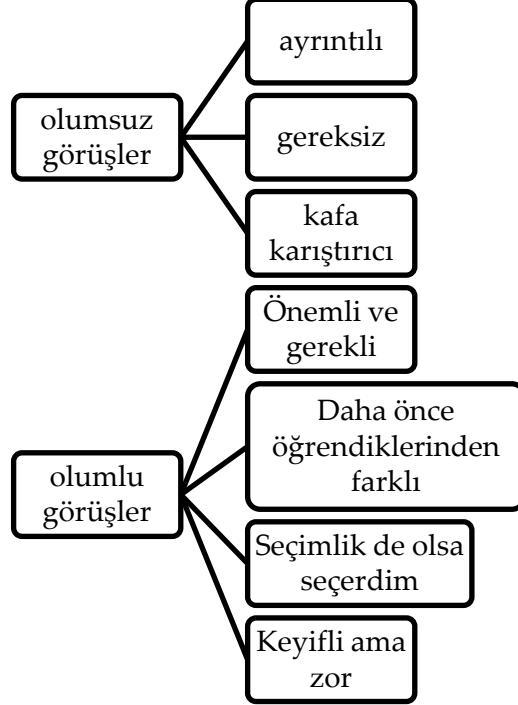 olumsuz
görüşler
ayrıntılı
gereksiz
kafa
karıştırıcı
olumlu
görüşler
Önemli ve
gerekli
Daha önce
öğrendiklerinden
farklı
Seçimlik de olsa
seçerdim
Keyifli ama
zor